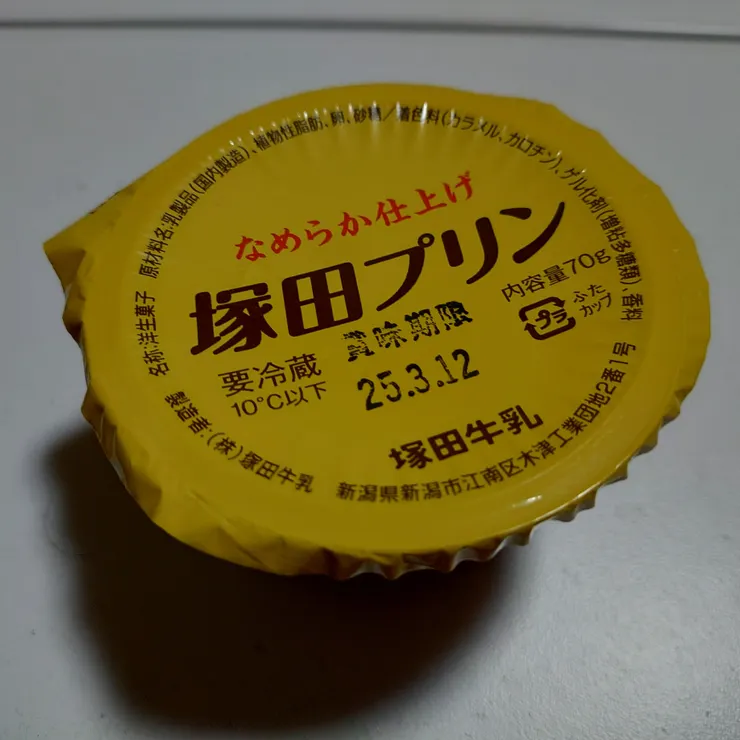 名称:洋生菓子 原材料名:乳製品(国内製造)、植物性脂肪、卵、砂糖/着色料(カラメル、カロチン)、ゲル化剤(増粘多糖類)、香料
なめらか仕上げ
塚田プリン
内容量70g
プラ
ふた
カップ
要冷蔵
10℃以下
賞味期限
25.3.12
塚田牛乳
製造者:(株)塚田牛乳 新潟県新潟市江南区木津工業団地2番1号